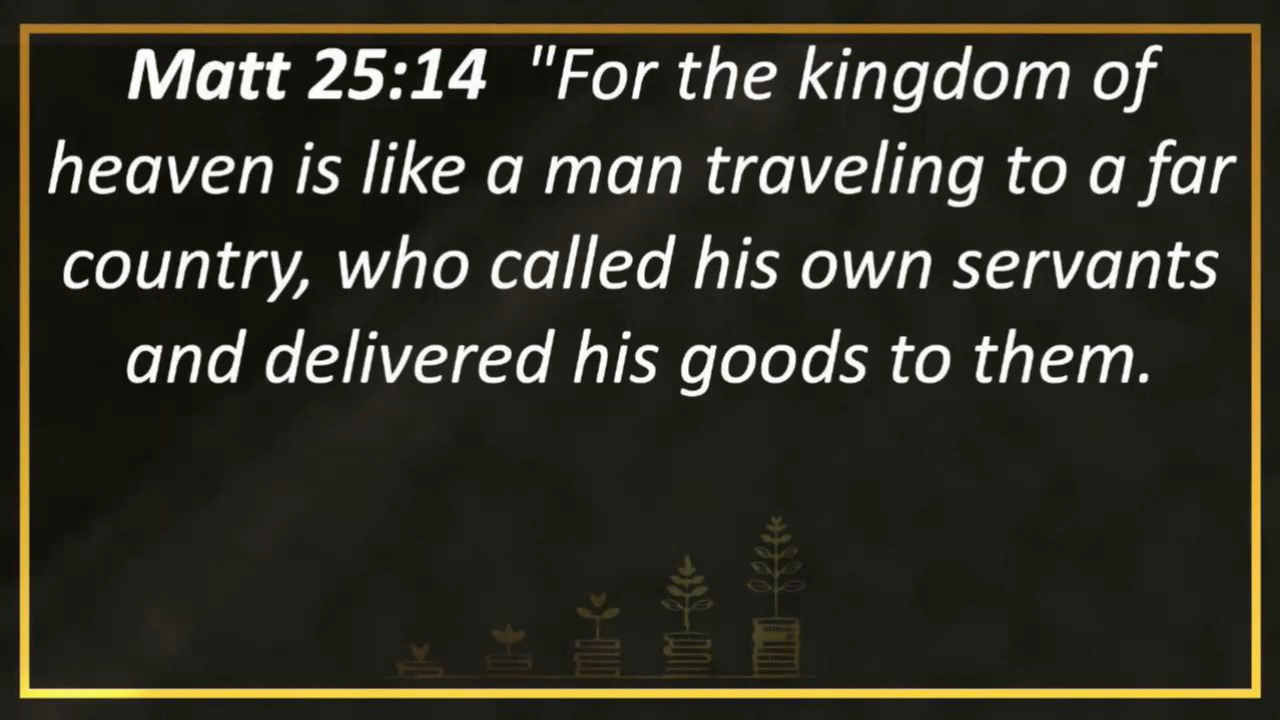 Matt 25:14 "For the kingdom of
heaven is like a man traveling to a far
country, who called his own servants
and delivered his goods to them.